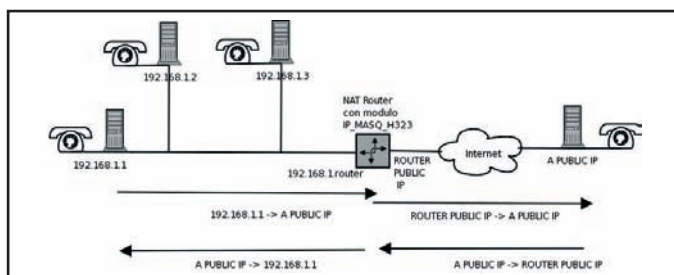 192.168.1.2
192.168.1.3
NAT Router
con modulo
IP_MASQ_H323
192.168.1.1
192.168.1.router
ROUTER
PUBLIC
IP
Internet
A PUBLIC IP
192.168.1.1 -> A PUBLIC IP
ROUTER PUBLIC IP -> A PUBLIC IP
A PUBLIC IP -> 192.168.1.1
A PUBLIC IP -> ROUTER PUBLIC IP